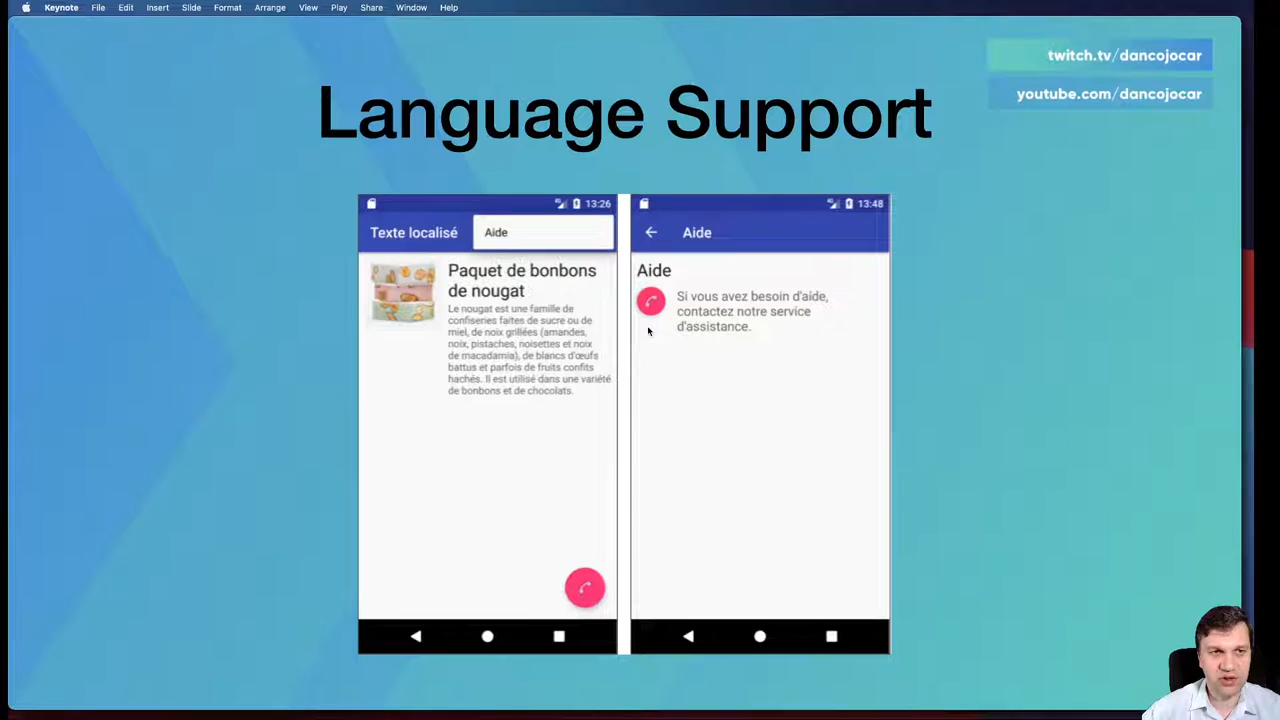 Keynote File Edit Insert Slide Format Arrange View Play Share Window Help
twitch.tv/dancojocar
youtube.com/dancojocar
Language Support
13:26
Texte localisé
Aide
Paquet de bonbons
de nougat
Le nougat est une famille de
confiseries faites de sucre ou de
miel, de noix grillées (amandes,
noix, pistaches, noisettes et noix
de macadamia), de blancs d'œufs
battus et parfois de fruits confits
hachés. Il est utilisé dans une variété
de bonbons et de chocolats.
13:48
Aide
Aide
Si vous avez besoin d'aide,
contactez notre service
d'assistance.